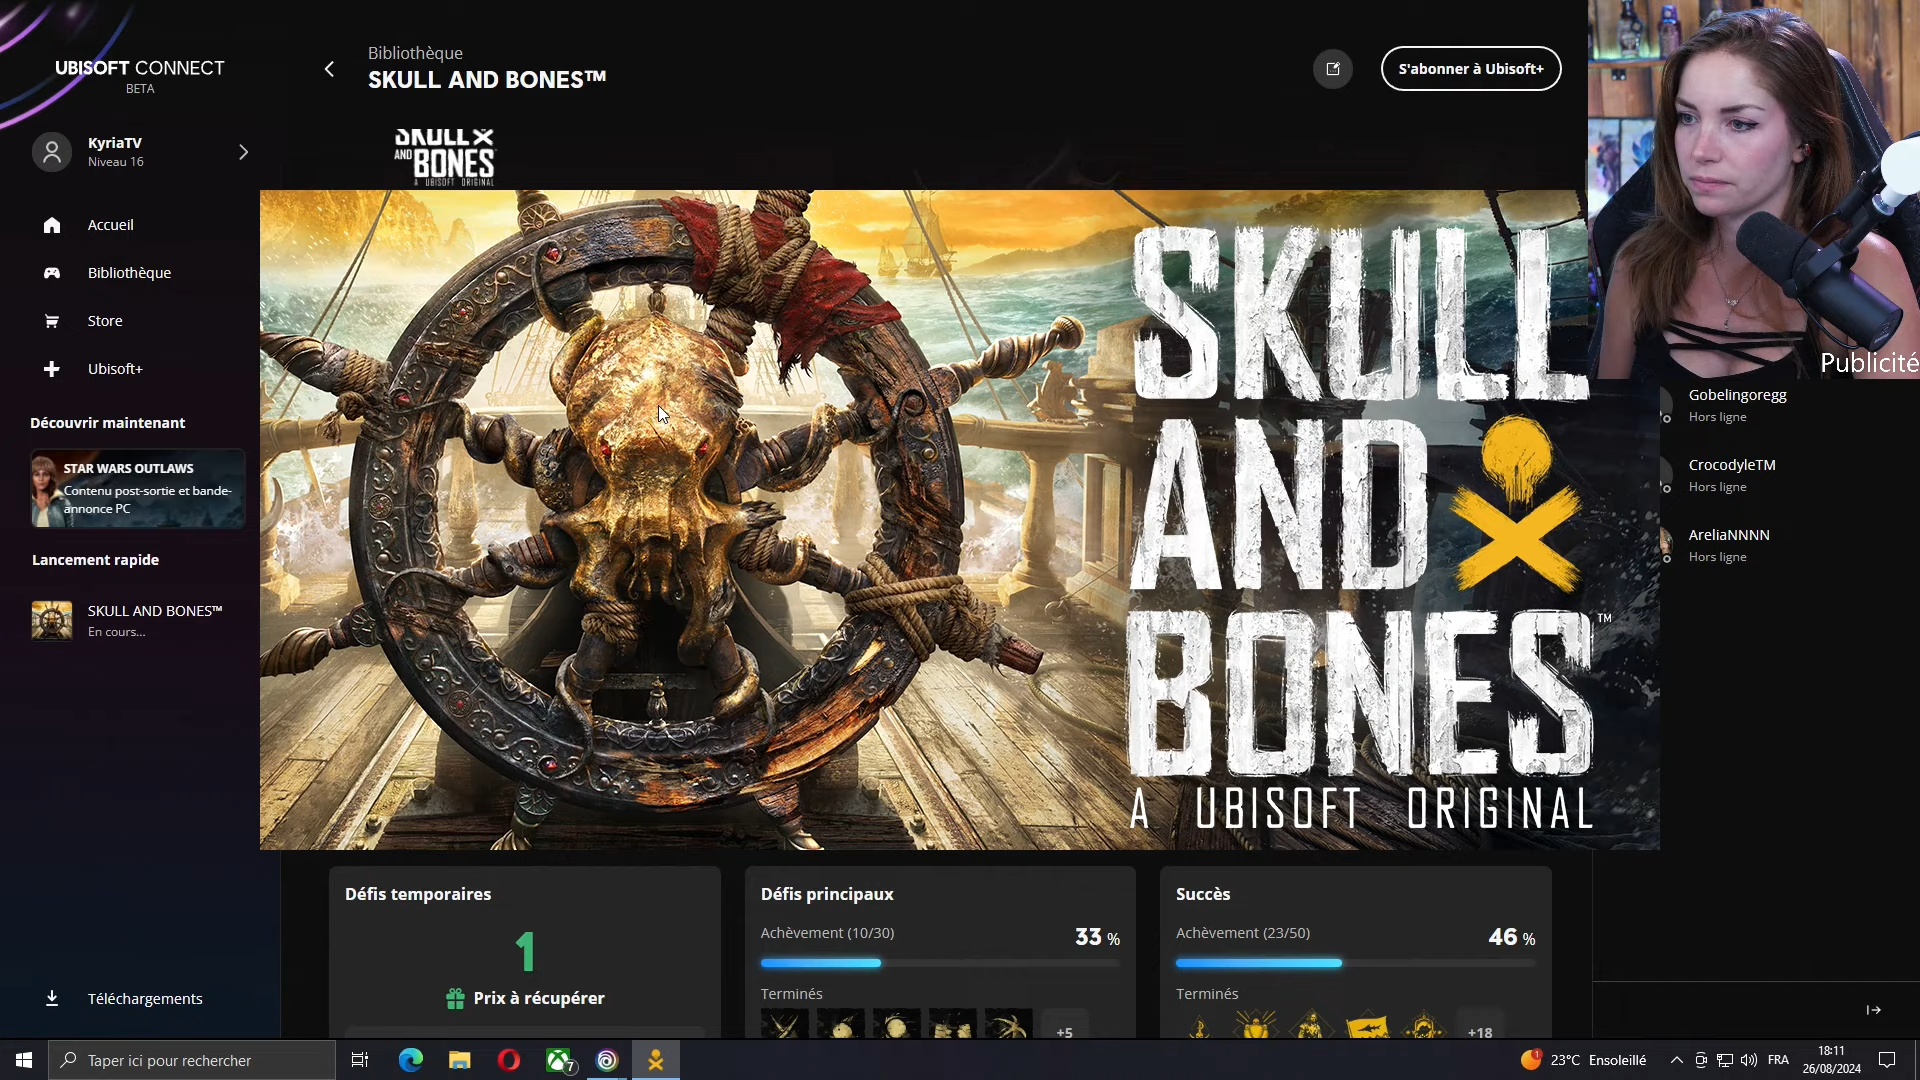 UBISOFT CONNECT
BETA
KyriaTV
Niveau 16
Accueil
Bibliothèque
Store
Ubisoft+
Découvrir maintenant
STAR WARS OUTLAWS
Contenu post-sortie et bande-
annonce PC
Lancement rapide
SKULL AND BONES™
En cours...
Téléchargements
Bibliothèque
SKULL AND BONES™
S'abonner à Ubisoft+
SKULL
AND
BONES
A UBISOFT ORIGINAL
SKULL
AND
BONES™
A UBISOFT ORIGINAL
Publicité
Gobelingoregg
Hors ligne
CrocodyleTM
Hors ligne
AreliaNNNN
Hors ligne
Défis temporaires
1
Prix à récupérer
Défis principaux
Achèvement (10/30)
33 %
Terminés
+5
Succès
Achèvement (23/50)
46 %
Terminés
+18
Taper ici pour rechercher
7
1
23°C Ensoleillé
FRA
18:11
26/08/2024